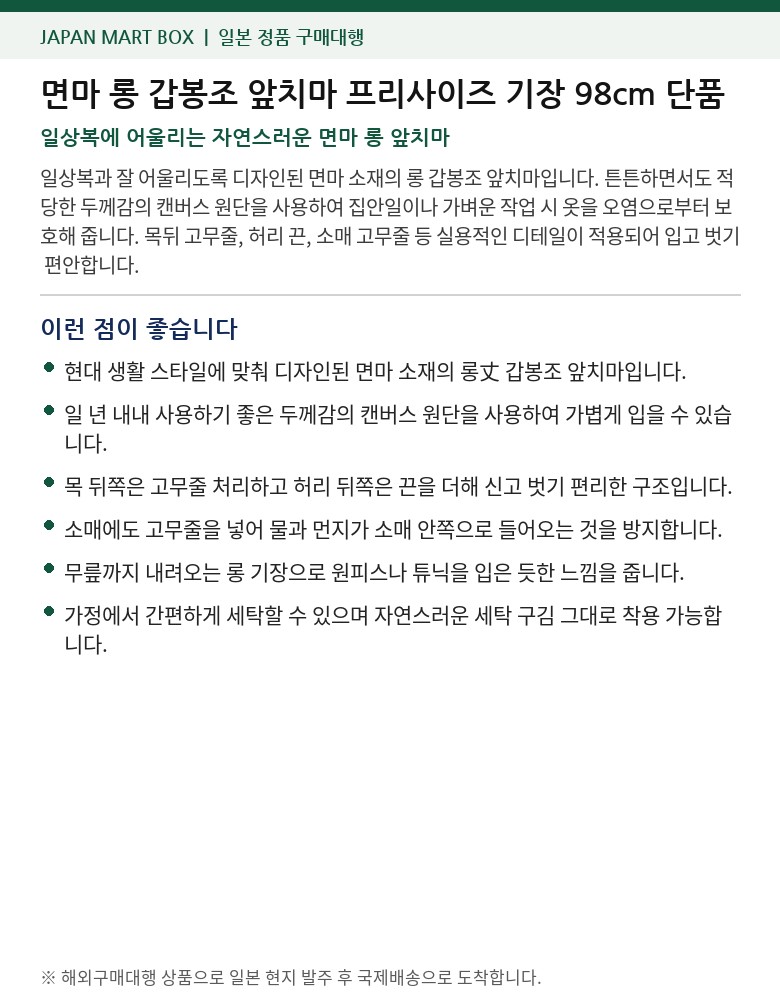 JAPAN MART BOX | 일본 정품 구매대행
면마 롱 갑봉조 앞치마 프리사이즈 기장 98cm 단품
일상복에 어울리는 자연스러운 면마 롱 앞치마
일상복과 잘 어울리도록 디자인된 면마 소재의 롱 갑봉조 앞치마입니다. 튼튼하면서도 적
당한 두께감의 캔버스 원단을 사용하여 집안일이나 가벼운 작업 시 옷을 오염으로부터 보
호해 줍니다. 목뒤 고무줄, 허리 끈, 소매 고무줄 등 실용적인 디테일이 적용되어 입고 벗기
편안합니다.
이런 점이 좋습니다
● 현대 생활 스타일에 맞춰 디자인된 면마 소재의 롱丈 갑봉조 앞치마입니다.
● 일 년 내내 사용하기 좋은 두께감의 캔버스 원단을 사용하여 가볍게 입을 수 있습
니다.
● 목 뒤쪽은 고무줄 처리하고 허리 뒤쪽은 끈을 더해 신고 벗기 편리한 구조입니다.
● 소매에도 고무줄을 넣어 물과 먼지가 소매 안쪽으로 들어오는 것을 방지합니다.
● 무릎까지 내려오는 롱 기장으로 원피스나 튜닉을 입은 듯한 느낌을 줍니다.
● 가정에서 간편하게 세탁할 수 있으며 자연스러운 세탁 구김 그대로 착용 가능합
니다.
※ 해외구매대행 상품으로 일본 현지 발주 후 국제배송으로 도착합니다.